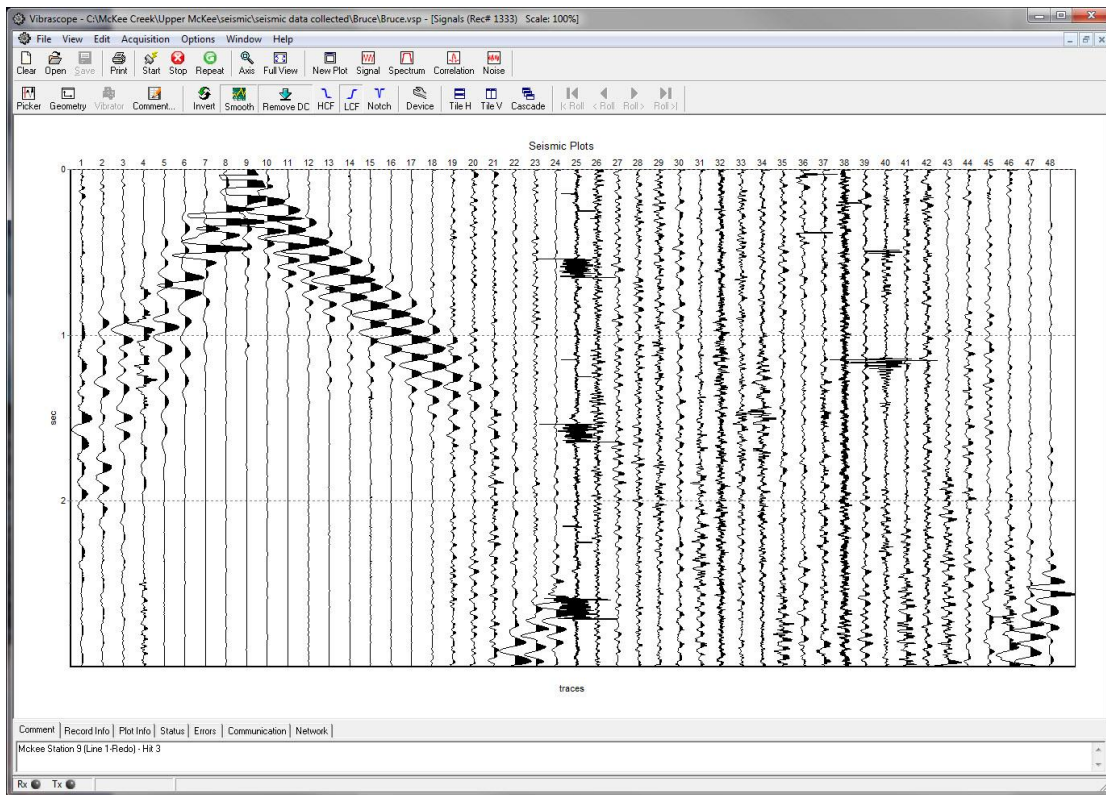 Vibrascope - C:\McKee Creek\Upper McKee\seismic\seismic data collected\Bruce\Bruce.vsp - [Signals (Rec# 1333) Scale: 100%]
File View Edit Acquisition Options Window Help
Clear Open Save Print Start Stop Repeat Axis Full View New Plot Signal Spectrum Correlation Noise
Picker Geometry Vibrator Comment... Invert Smooth Remove DC HCF LCF Notch Device Tile H Tile V Cascade |< Roll < Roll Roll > Roll >|
Seismic Plots
1 2 3 4 5 6 7 8 9 10 11 12 13 14 15 16 17 18 19 20 21 22 23 24 25 26 27 28 29 30 31 32 33 34 35 36 37 38 39 40 41 42 43 44 45 46 47 48
0
1
sec
2
traces
Comment Record Info Plot Info Status Errors Communication Network
Mckee Station 9 (Line 1-Redo) - Hit 3
Rx Tx